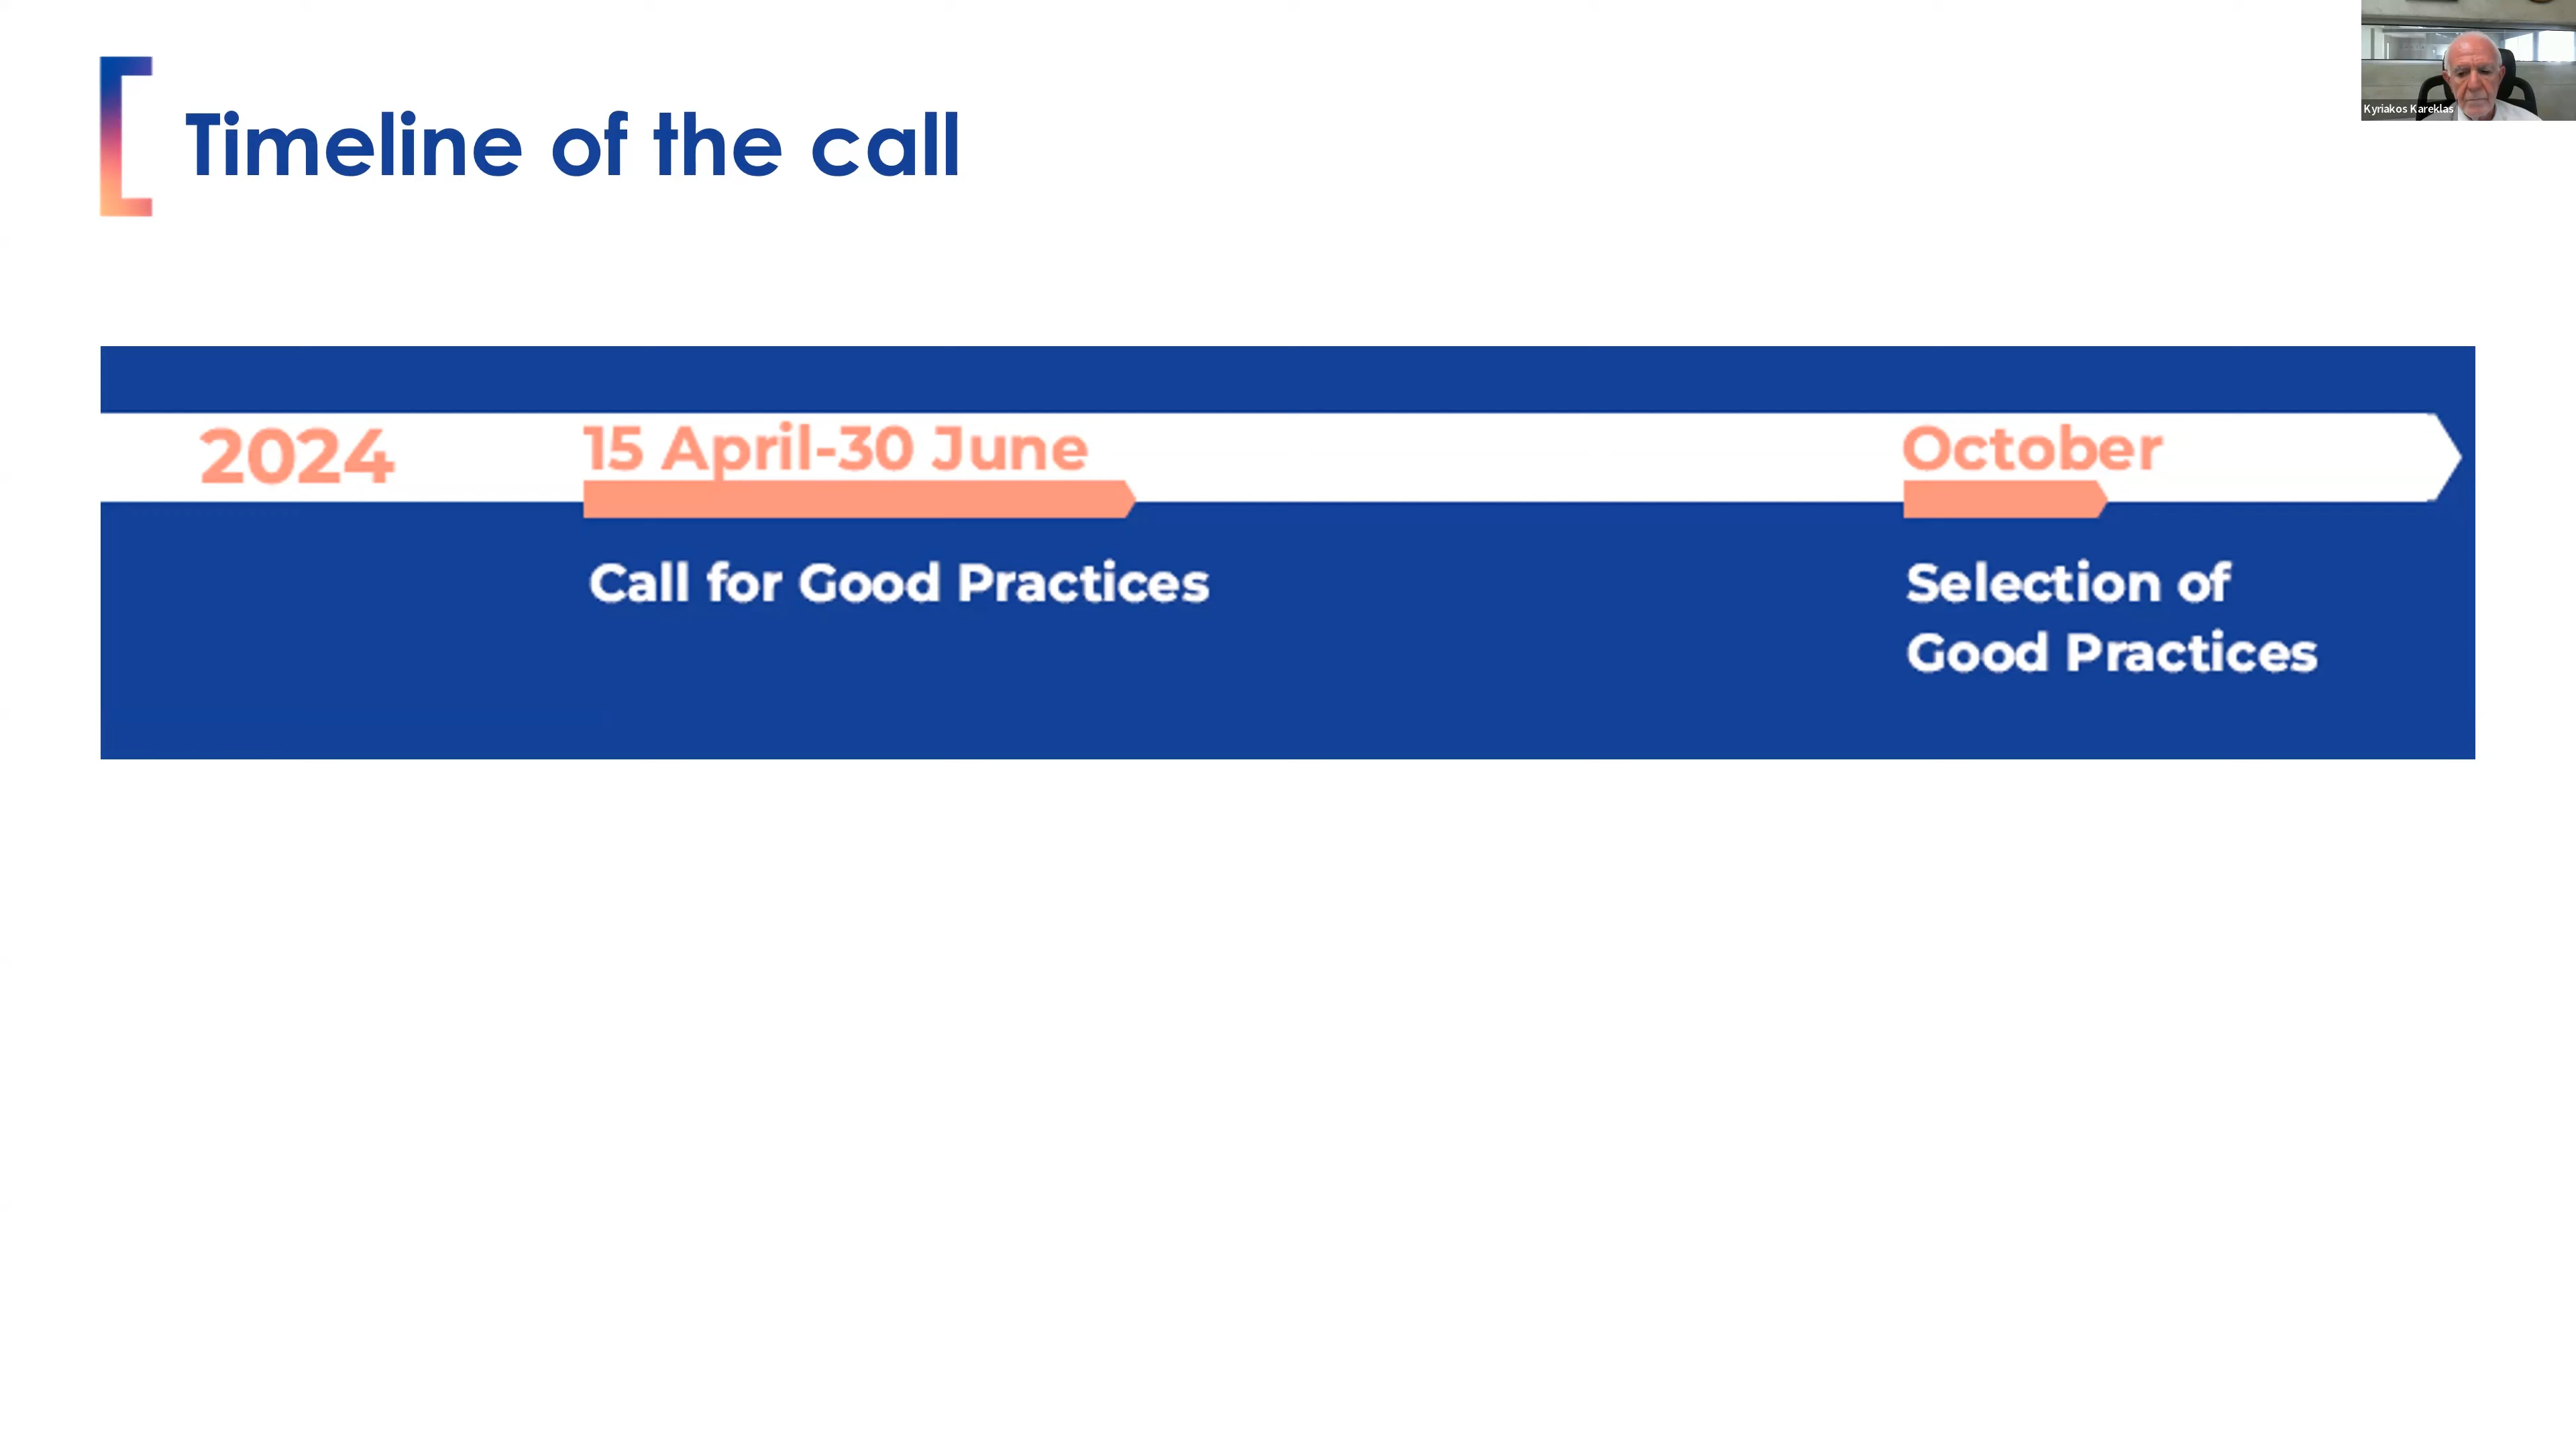 Kyriakos Kareklas
Timeline of the call
2024
15 April-30 June
October
Call for Good Practices
Selection of
Good Practices